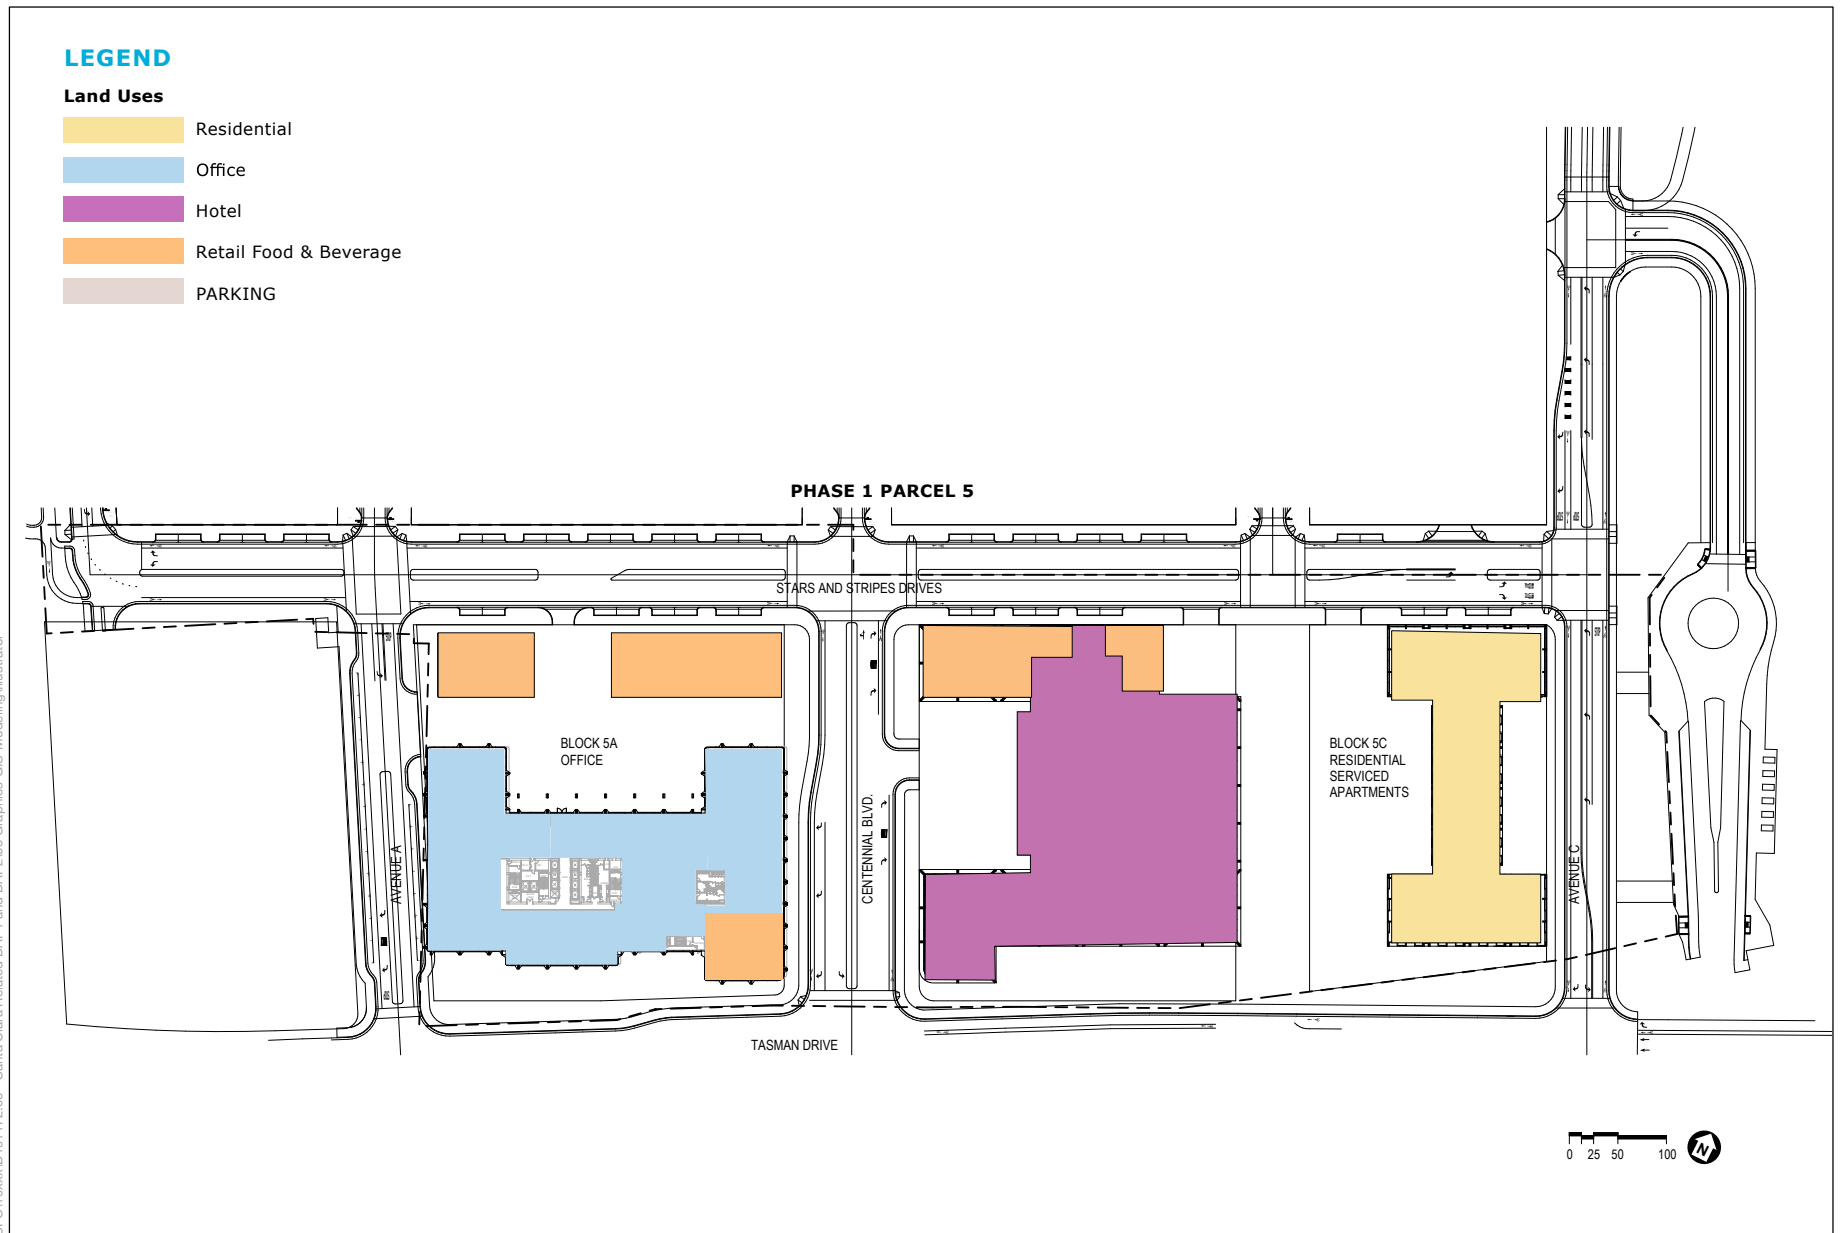 LEGEND
Land Uses
Residential
Office
Hotel
Retail Food & Beverage
PARKING
PHASE 1 PARCEL 5
STARS AND STRIPES DRIVES
BLOCK 5A
OFFICE
BLOCK 5C
RESIDENTIAL
SERVICED
APARTMENTS
AVENUE A
CENTENNIAL BLVD.
AVENUE C
TASMAN DRIVE
0 25 50 100
N